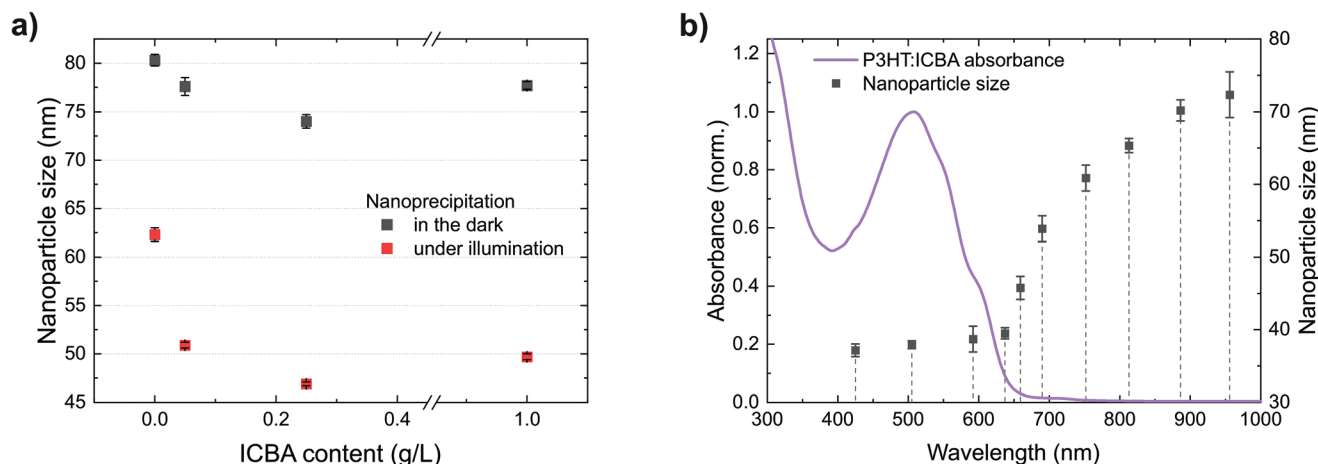 a)
Nanoparticle size (nm)
80
75
70
65
60
55
50
45
0.0
0.2
0.4
1.0
ICBA content (g/L)
Nanoprecipitation
in the dark
under illumination
b)
Absorbance (norm.)
1.2
1.0
0.8
0.6
0.4
0.2
0.0
P3HT:ICBA absorbance
Nanoparticle size
300 400 500 600 700 800 900 1000
Wavelength (nm)
80
70
60
50
40
30
Nanoparticle size (nm)